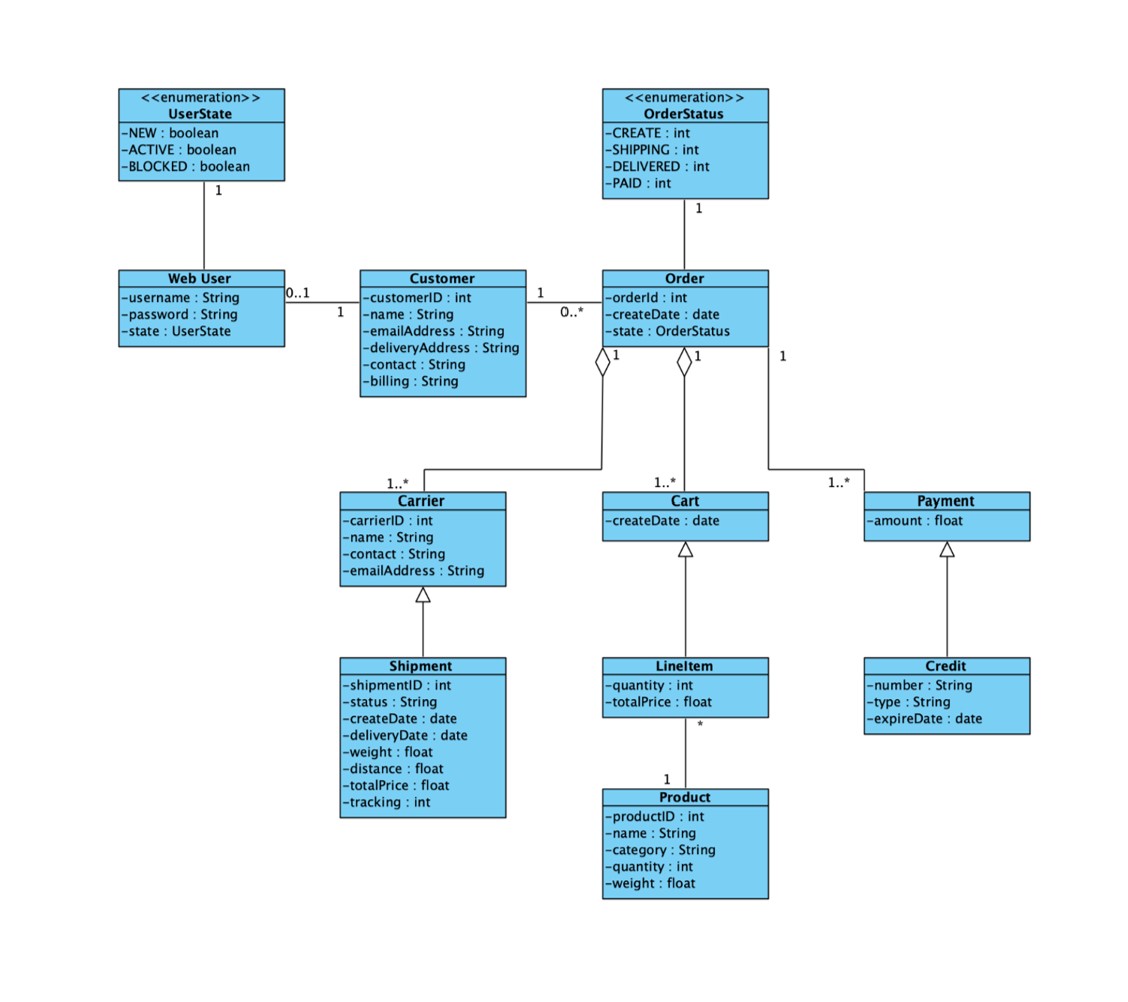 <<enumeration>>
UserState
-NEW : boolean
-ACTIVE : boolean
-BLOCKED : boolean
1
<<enumeration>>
OrderStatus
-CREATE : int
-SHIPPING : int
-DELIVERED : int
-PAID : int
1
Web User
-username : String
-password : String
-state : UserState
0..1
1
Customer
-customerID : int
-name : String
-emailAddress : String
-deliveryAddress : String
-contact : String
-billing : String
1
0..*
Order
-orderId : int
-createDate : date
-state : OrderStatus
1
1
1
1..*
1..*
1..*
Carrier
-carrierID : int
-name : String
-contact : String
-emailAddress : String
Cart
-createDate : date
Payment
-amount : float
Shipment
-shipmentID : int
-status : String
-createDate : date
-deliveryDate : date
-weight : float
-distance : float
-totalPrice : float
-tracking : int
LineItem
-quantity : int
-totalPrice : float
*
1
Credit
-number : String
-type : String
-expireDate : date
Product
-productID : int
-name : String
-category : String
-quantity : int
-weight : float